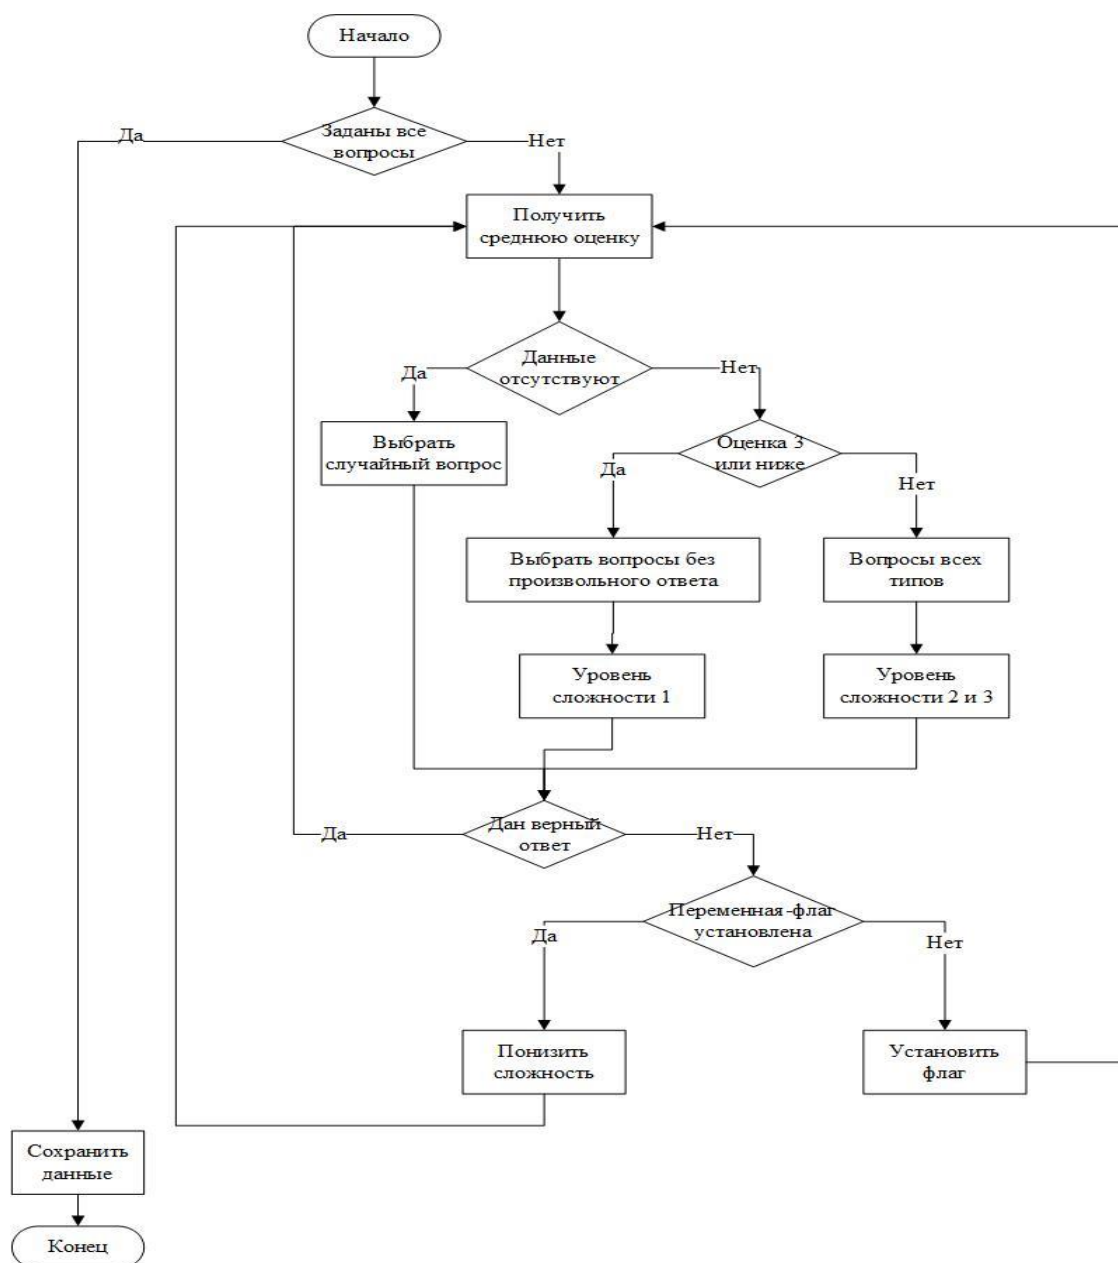 Начало
Заданы все
вопросы
Да
Нет
Получить
среднюю оценку
Данные
отсутствуют
Да
Нет
Выбрать
случайный вопрос
Оценка 3
или ниже
Да
Нет
Выбрать вопросы без
произвольного ответа
Вопросы всех
типов
Уровень
сложности 1
Уровень
сложности 2 и 3
Дан верный
ответ
Да
Нет
Переменная-флаг
установлена
Да
Нет
Понизить
сложность
Установить
флаг
Сохранить
данные
Конец